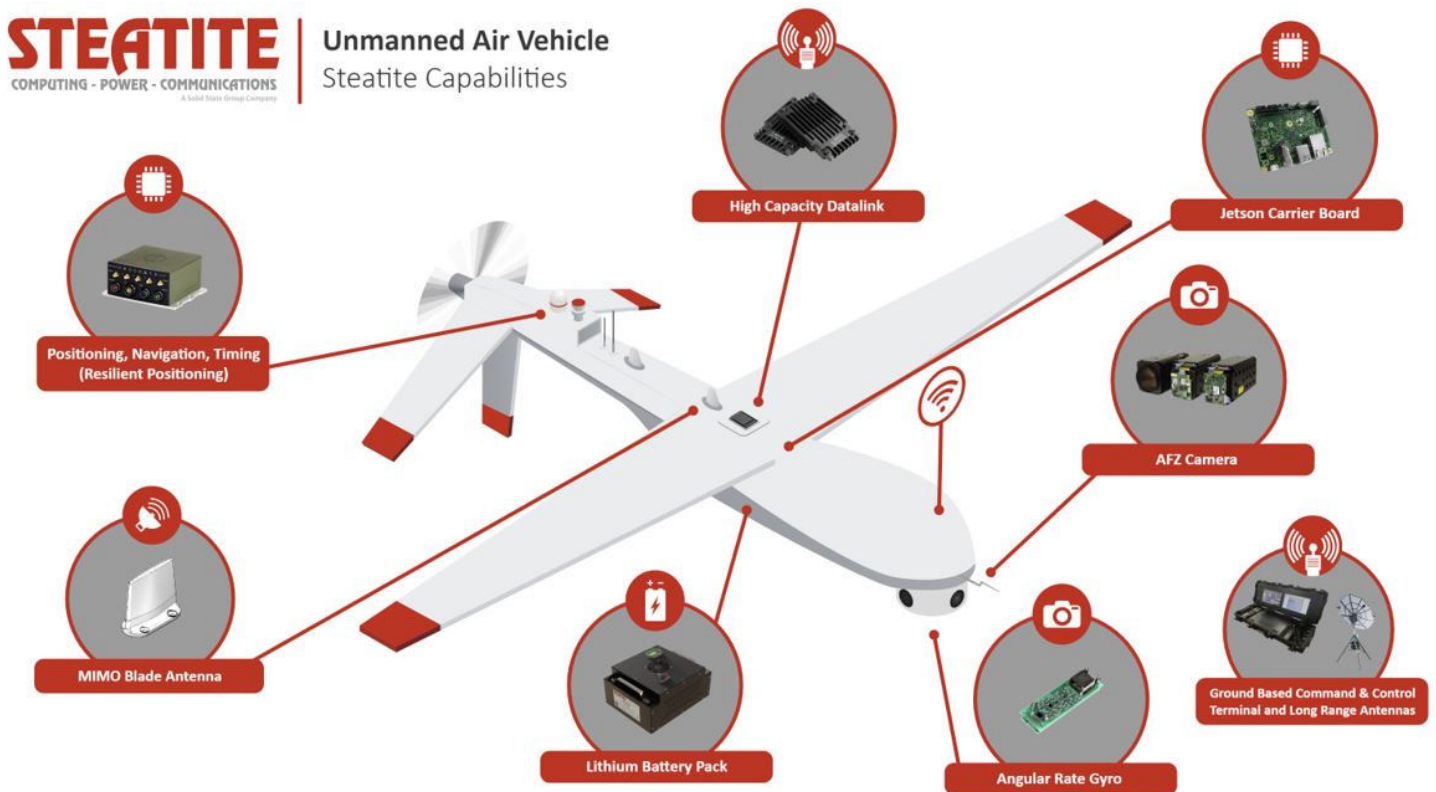 STEATITE
COMPUTING - POWER - COMMUNICATIONS
A Solid State Group Company
Unmanned Air Vehicle
Steatite Capabilities
High Capacity Datalink
Jetson Carrier Board
Positioning, Navigation, Timing
(Resilient Positioning)
AFZ Camera
MIMO Blade Antenna
Ground Based Command & Control
Terminal and Long Range Antennas
Lithium Battery Pack
Angular Rate Gyro